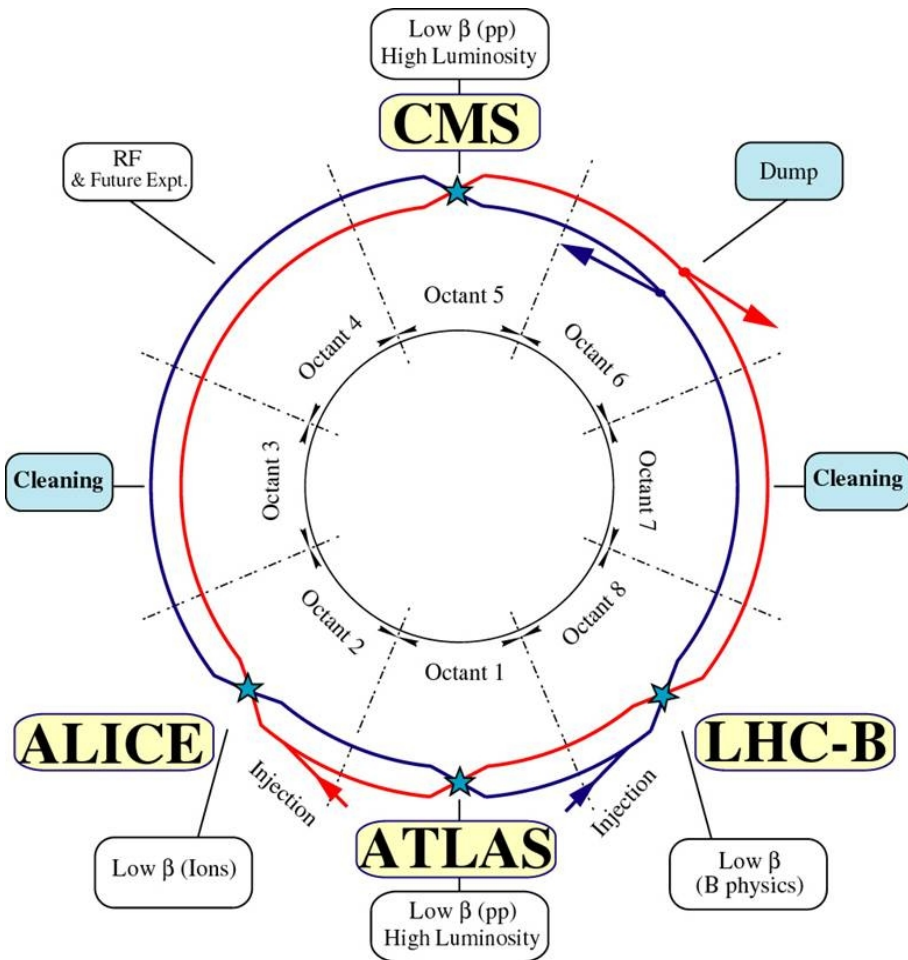 Low β (pp)
High Luminosity
CMS
RF
& Future Expt.
Dump
Octant 5
Octant 4
Octant 6
Cleaning
Octant 3
Octant 7
Cleaning
Octant 2
Octant 8
Octant 1
ALICE
LHC-B
Injection
Injection
ATLAS
Low β (Ions)
Low β
(B physics)
Low β (pp)
High Luminosity